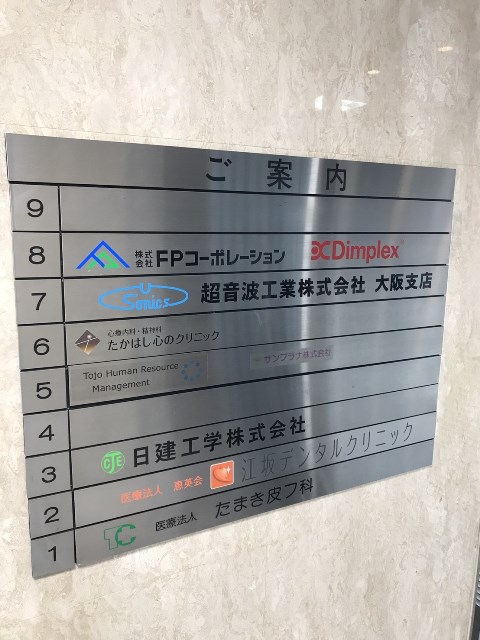 ご案内
9
8 株式会社 FPコーポレーション Dimplex
7 Sonics 超音波工業株式会社 大阪支店
6 心療内科・精神科
たかはし心のクリニック
5 Tojo Human Resource
Management サンプラナ株式会社
4
3 CJE 日建工学株式会社
2 医療法人 恵英会 江坂デンタルクリニック
1 TC 医療法人 たまき皮フ科